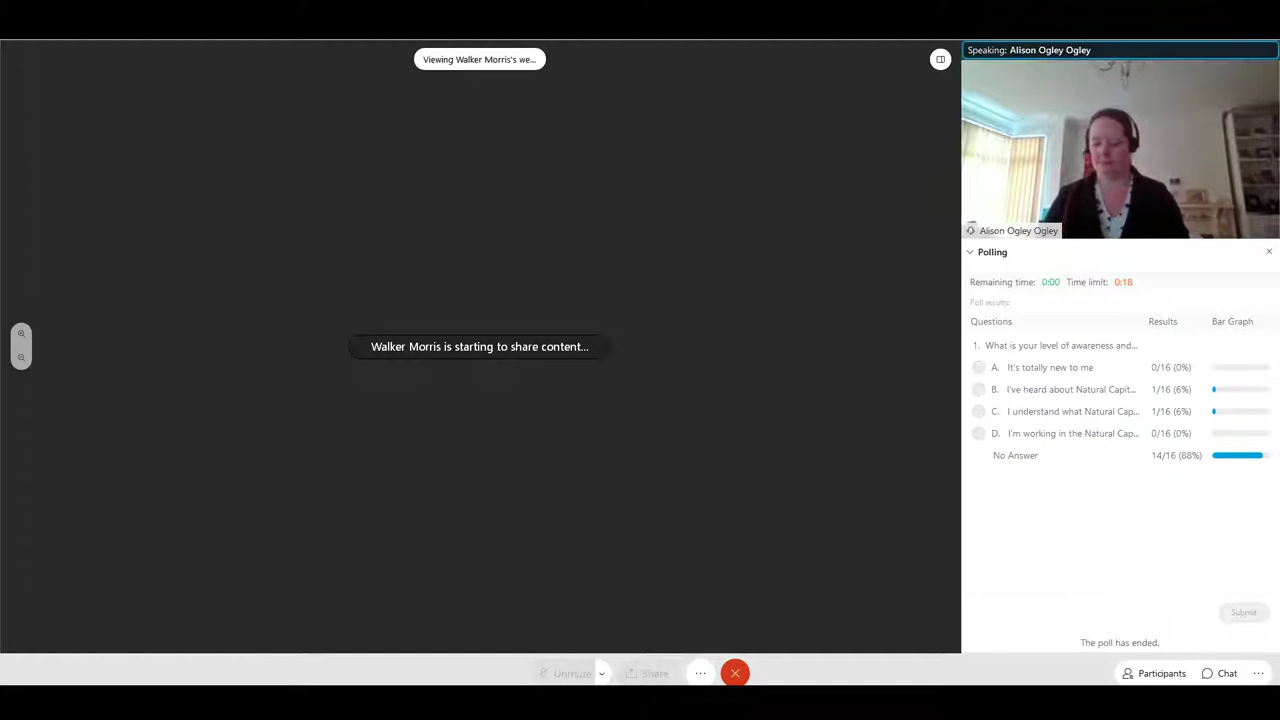 Viewing Walker Morris's we...
Speaking: Alison Ogley Ogley
Alison Ogley Ogley
Walker Morris is starting to share content...
Polling
Remaining time: 0:00 Time limit: 0:18
Poll results:
Questions Results Bar Graph
1. What is your level of awareness and...
A. It's totally new to me 0/16 (0%)
B. I've heard about Natural Capit... 1/16 (6%)
C. I understand what Natural Cap... 1/16 (6%)
D. I'm working in the Natural Cap... 0/16 (0%)
No Answer 14/16 (88%)
Submit
The poll has ended.
Unmute Share ... Participants Chat ...